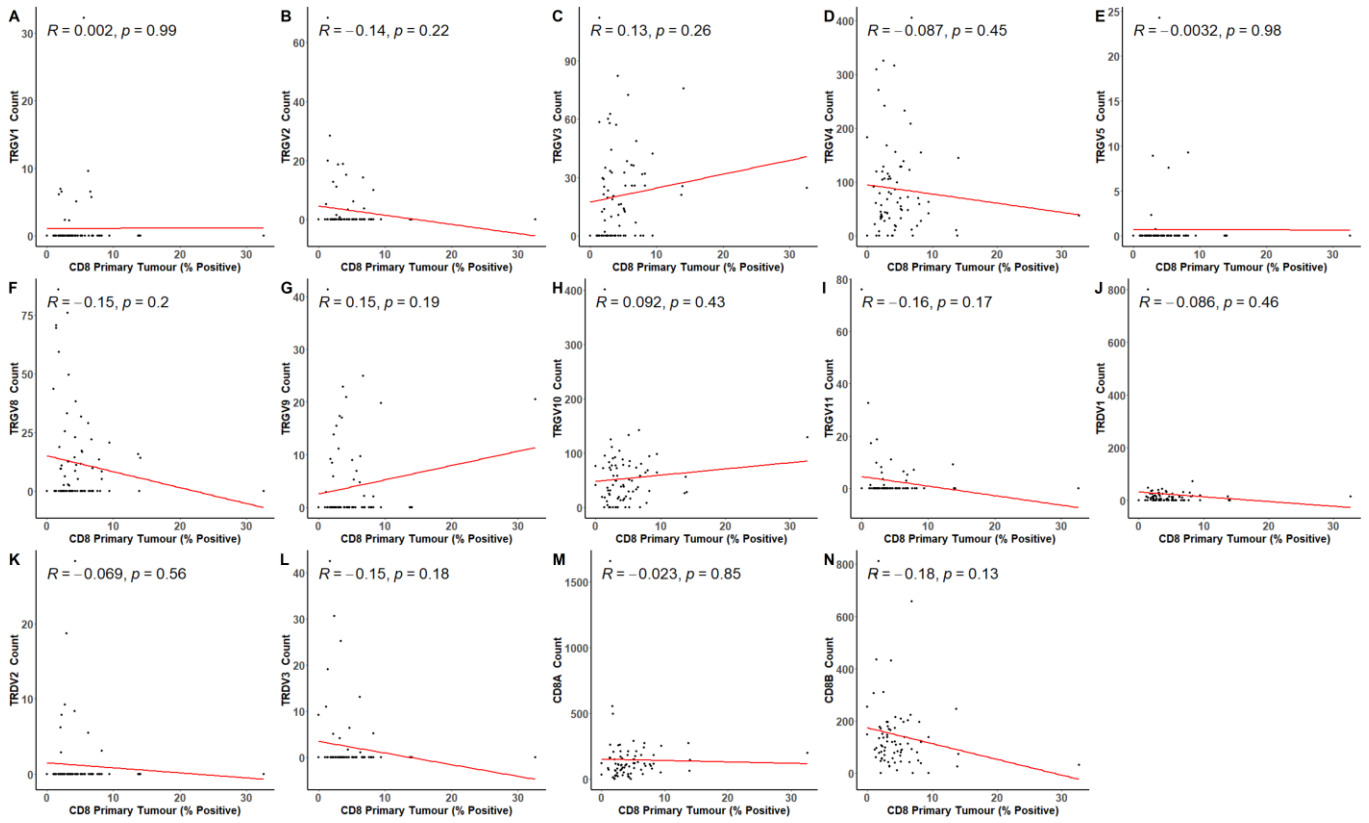 A
R = 0.002, p = 0.99
TRGV1 Count
30
20
10
0
0 10 20 30
CD8 Primary Tumour (% Positive)
B
R = −0.14, p = 0.22
TRGV2 Count
60
40
20
0
0 10 20 30
CD8 Primary Tumour (% Positive)
C
R = 0.13, p = 0.26
TRGV3 Count
90
60
30
0
0 10 20 30
CD8 Primary Tumour (% Positive)
D
R = −0.087, p = 0.45
TRGV4 Count
400
300
200
100
0
0 10 20 30
CD8 Primary Tumour (% Positive)
E
R = −0.0032, p = 0.98
TRGV5 Count
25
20
15
10
5
0
0 10 20 30
CD8 Primary Tumour (% Positive)
F
R = −0.15, p = 0.2
TRGV8 Count
75
50
25
0
0 10 20 30
CD8 Primary Tumour (% Positive)
G
R = 0.15, p = 0.19
TRGV9 Count
40
30
20
10
0
0 10 20 30
CD8 Primary Tumour (% Positive)
H
R = 0.092, p = 0.43
TRGV10 Count
400
300
200
100
0
0 10 20 30
CD8 Primary Tumour (% Positive)
I
R = −0.16, p = 0.17
TRGV11 Count
80
60
40
20
0
0 10 20 30
CD8 Primary Tumour (% Positive)
J
R = −0.086, p = 0.46
TRDV1 Count
800
600
400
200
0
0 10 20 30
CD8 Primary Tumour (% Positive)
K
R = −0.069, p = 0.56
TRDV2 Count
20
10
0
0 10 20 30
CD8 Primary Tumour (% Positive)
L
R = −0.15, p = 0.18
TRDV3 Count
40
30
20
10
0
0 10 20 30
CD8 Primary Tumour (% Positive)
M
R = −0.023, p = 0.85
CD8A Count
1500
1000
500
0
0 10 20 30
CD8 Primary Tumour (% Positive)
N
R = −0.18, p = 0.13
CD8B Count
800
600
400
200
0
0 10 20 30
CD8 Primary Tumour (% Positive)